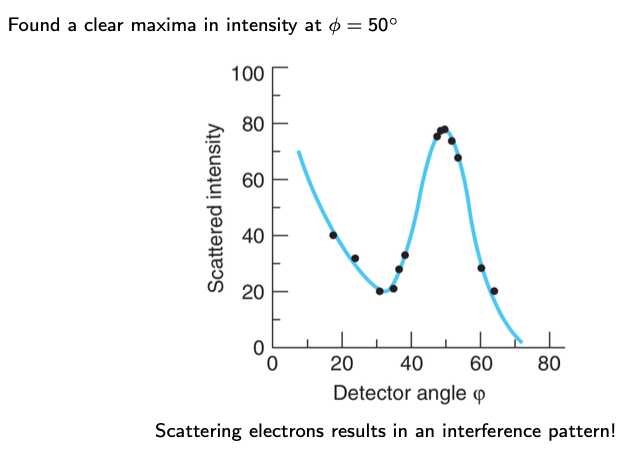 Found a clear maxima in intensity at ϕ = 50°
100
80
60
40
20
0
Scattered intensity
0 20 40 60 80
Detector angle φ
Scattering electrons results in an interference pattern!